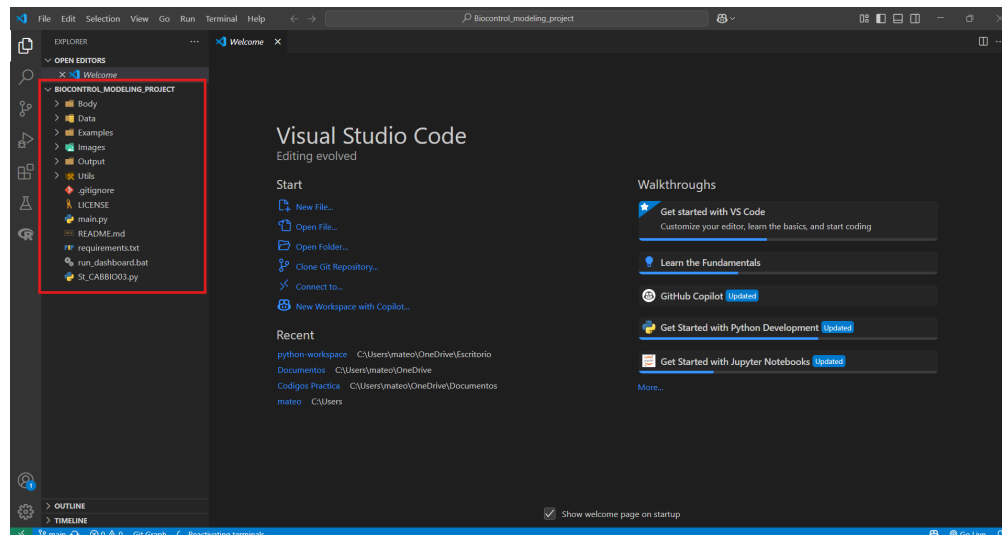 File Edit Selection View Go Run Terminal Help
Biocontrol_modeling_project
EXPLORER
Welcome
OPEN EDITORS
Welcome
BIOCONTROL_MODELING_PROJECT
Body
Data
Examples
Images
Output
Utils
.gitignore
LICENSE
main.py
README.md
requirements.txt
run_dashboard.bat
St_CABBIO03.py
Visual Studio Code
Editing evolved
Start
New File...
Open File...
Open Folder...
Clone Git Repository...
Connect to...
New Workspace with Copilot...
Recent
python-workspace C:\Users\mateo\OneDrive\Escritorio
Documentos C:\Users\mateo\OneDrive
Codigos Practica C:\Users\mateo\OneDrive\Documentos
mateo C:\Users
Walkthroughs
Get started with VS Code
Customize your editor, learn the basics, and start coding
Learn the Fundamentals
GitHub Copilot Updated
Get Started with Python Development Updated
Get Started with Jupyter Notebooks Updated
More...
Show welcome page on startup
OUTLINE
TIMELINE
main 0 0 Git Graph Reactivating terminals Go Live